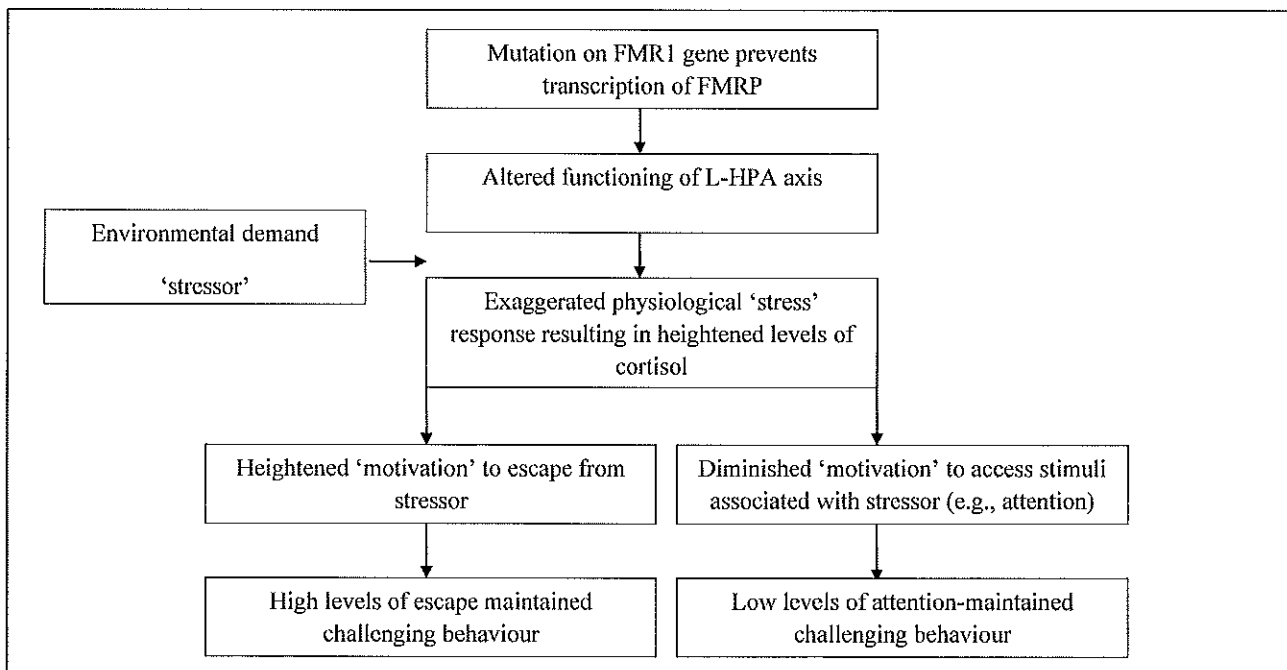 Mutation on FMR1 gene prevents
transcription of FMRP
Altered functioning of L-HPA axis
Environmental demand
‘stressor’
Exaggerated physiological ‘stress’
response resulting in heightened levels of
cortisol
Heightened ‘motivation’ to escape from
stressor
Diminished ‘motivation’ to access stimuli
associated with stressor (e.g., attention)
High levels of escape maintained
challenging behaviour
Low levels of attention-maintained
challenging behaviour